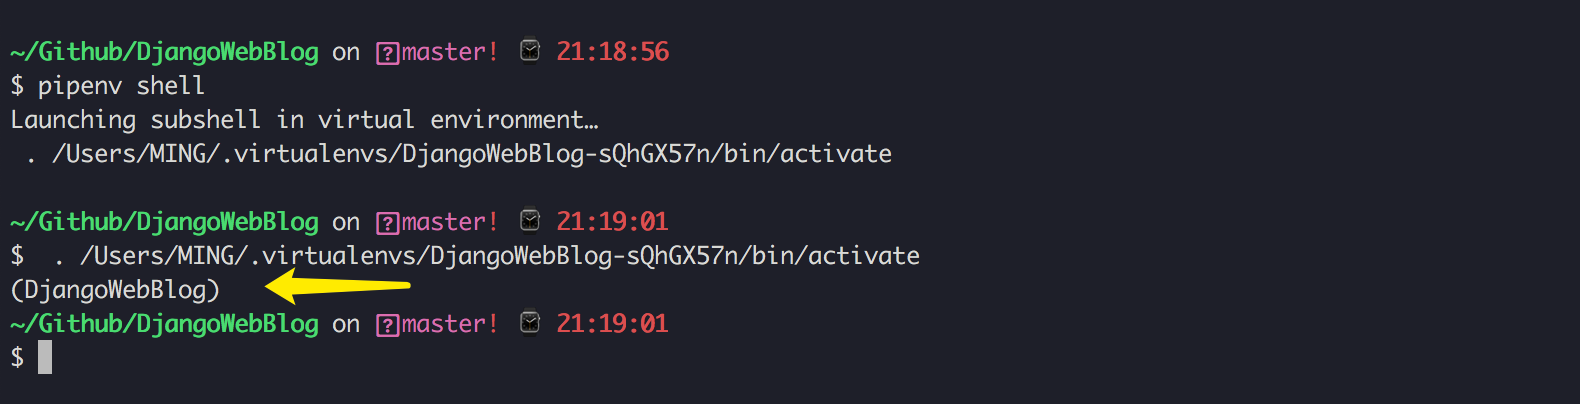 ~/Github/DjangoWebBlog on master! 21:18:56
$ pipenv shell
Launching subshell in virtual environment…
. /Users/MING/.virtualenvs/DjangoWebBlog-sQhGX57n/bin/activate
~/Github/DjangoWebBlog on master! 21:19:01
$  . /Users/MING/.virtualenvs/DjangoWebBlog-sQhGX57n/bin/activate
(DjangoWebBlog)
~/Github/DjangoWebBlog on master! 21:19:01
$